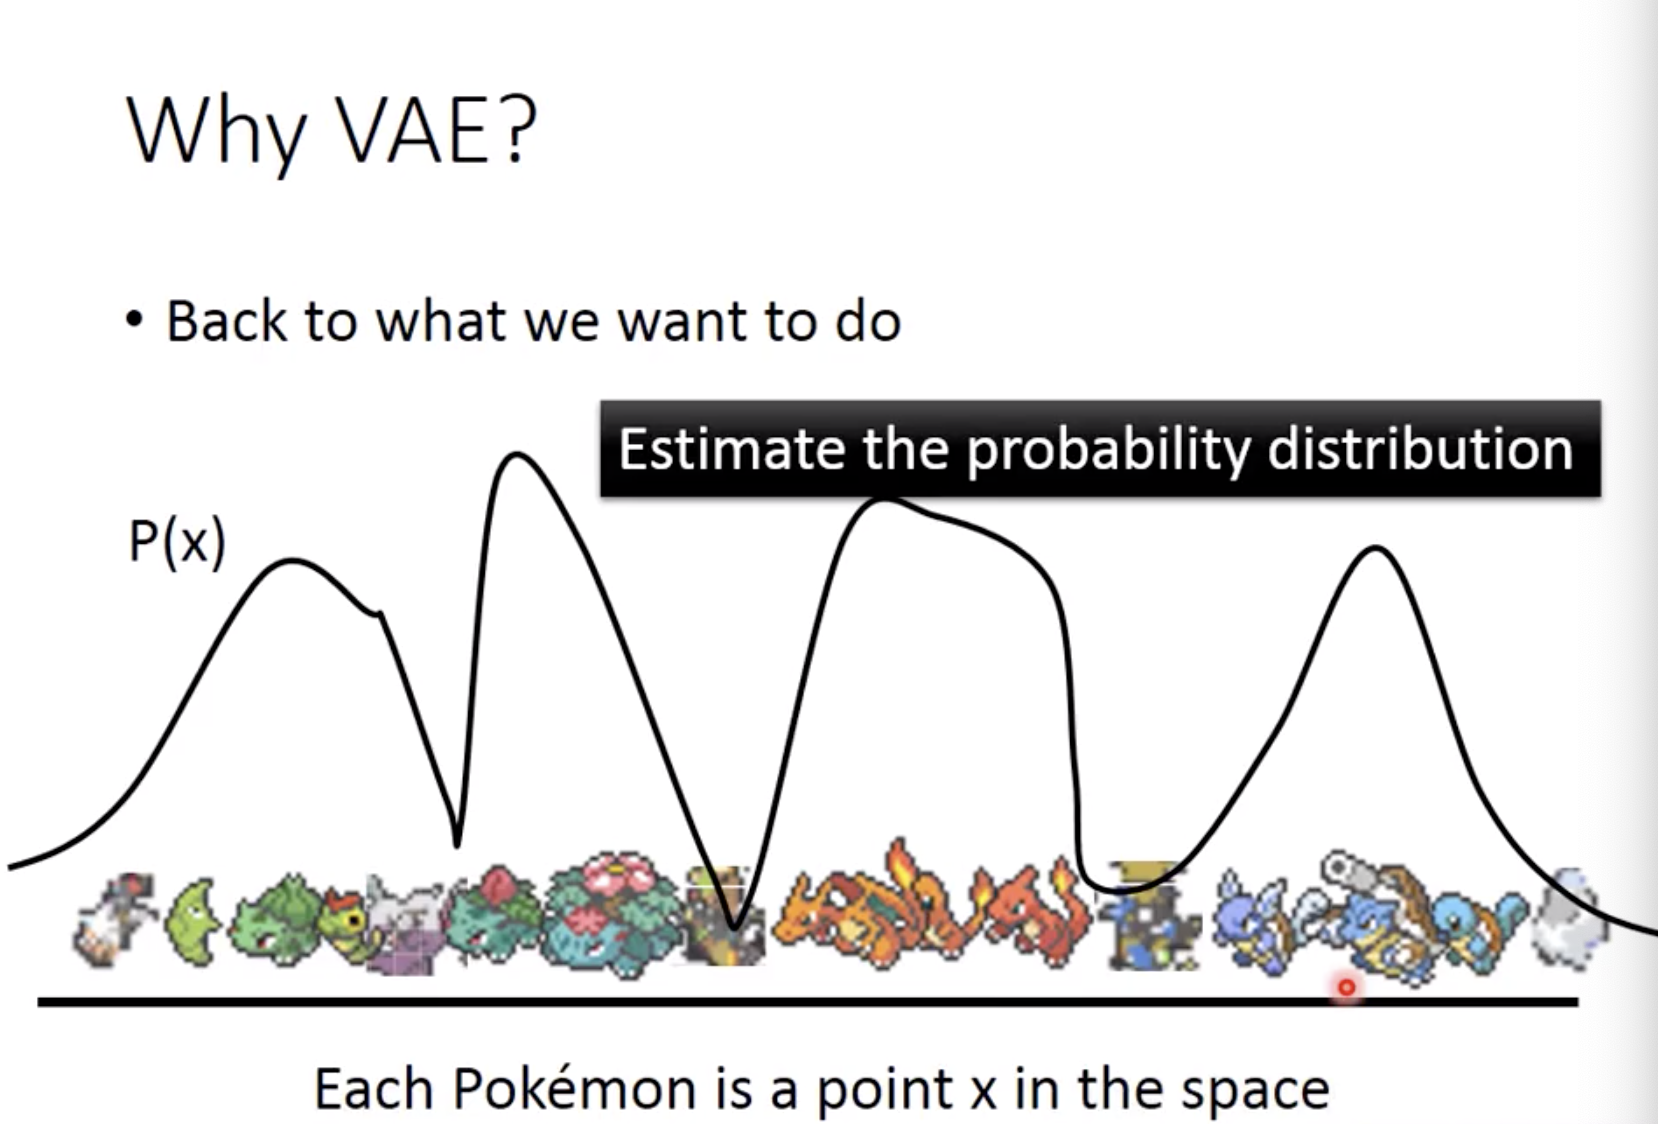 Why VAE?
• Back to what we want to do
Estimate the probability distribution
P(x)
Each Pokémon is a point x in the space